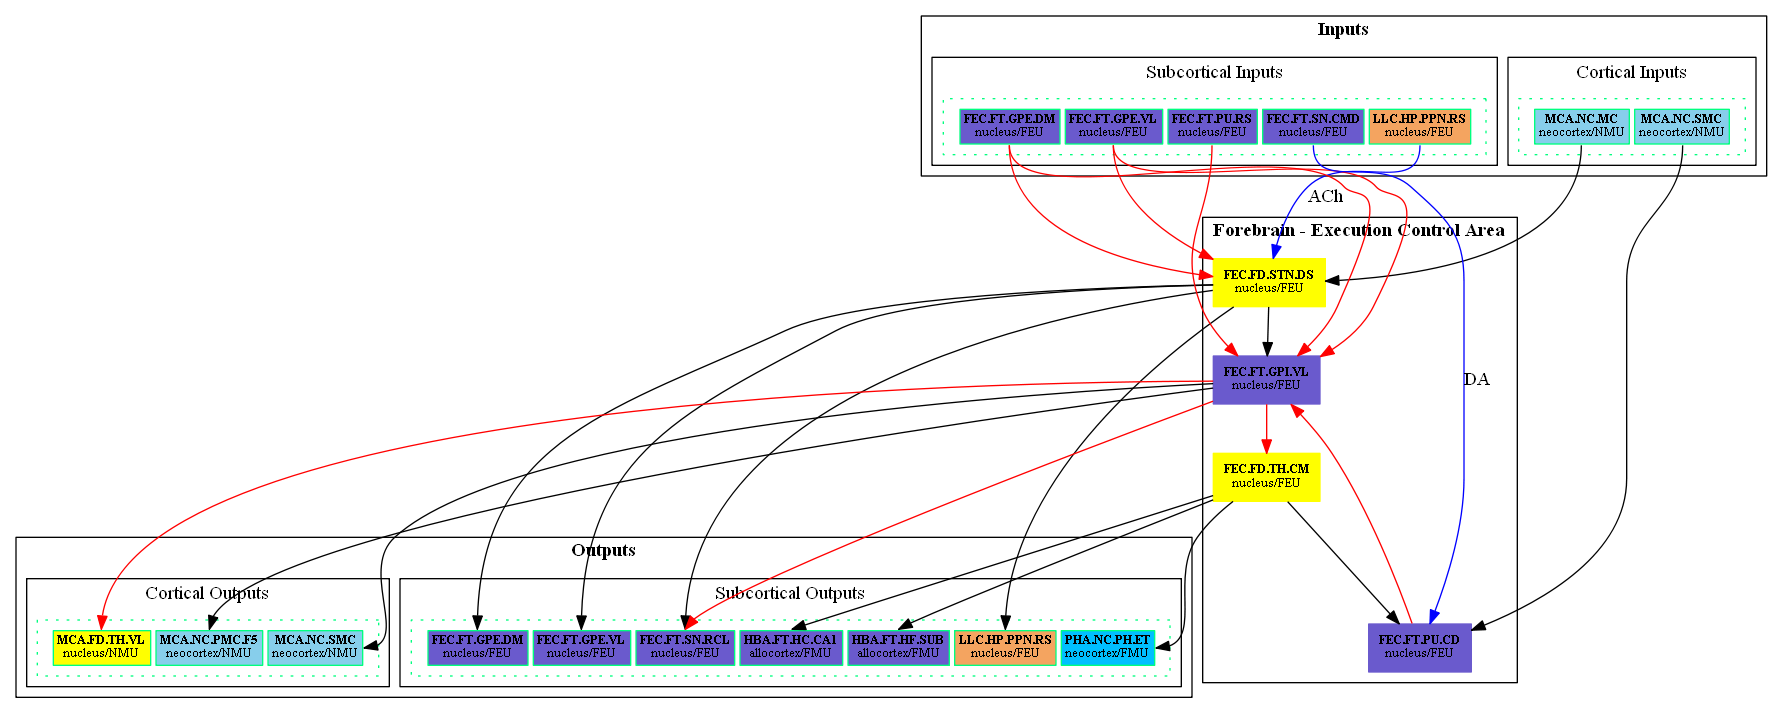 Inputs
Subcortical Inputs
Cortical Inputs
FEC.FT.GPE.DM
nucleus/FEU
FEC.FT.GPE.VL
nucleus/FEU
FEC.FT.PU.RS
nucleus/FEU
FEC.FT.SN.CMD
nucleus/FEU
LLC.HP.PPN.RS
nucleus/FEU
MCA.NC.MC
neocortex/NMU
MCA.NC.SMC
neocortex/NMU
ACh
Forebrain - Execution Control Area
FEC.FD.STN.DS
nucleus/FEU
FEC.FT.GPI.VL
nucleus/FEU
DA
FEC.FD.TH.CM
nucleus/FEU
FEC.FT.PU.CD
nucleus/FEU
Outputs
Cortical Outputs
Subcortical Outputs
MCA.FD.TH.VL
nucleus/NMU
MCA.NC.PMC.F5
neocortex/NMU
MCA.NC.SMC
neocortex/NMU
FEC.FT.GPE.DM
nucleus/FEU
FEC.FT.GPE.VL
nucleus/FEU
FEC.FT.SN.RCL
nucleus/FEU
HBA.FT.HC.CA1
allocortex/FMU
HBA.FT.HF.SUB
allocortex/FMU
LLC.HP.PPN.RS
nucleus/FEU
PHA.NC.PH.ET
neocortex/FMU